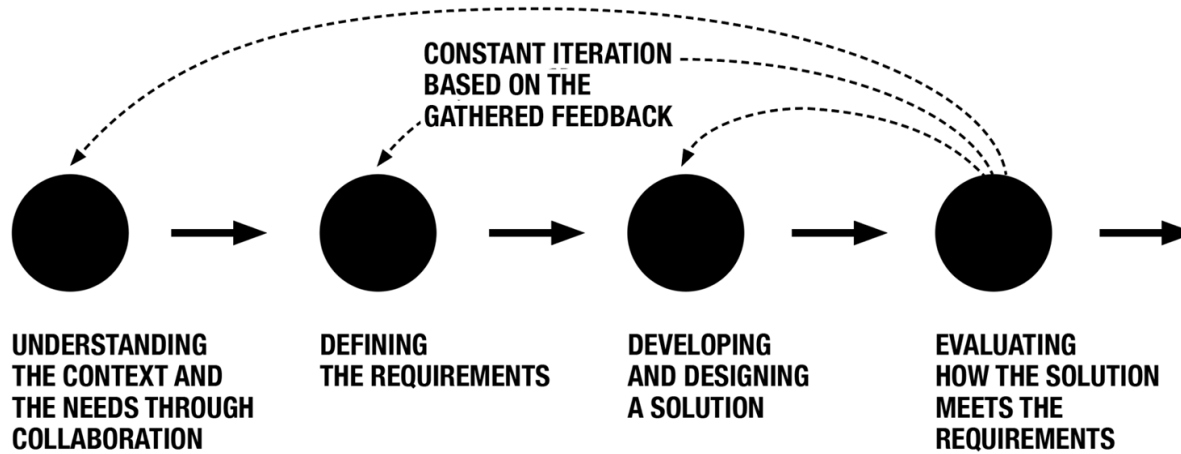 CONSTANT ITERATION
BASED ON THE
GATHERED FEEDBACK
UNDERSTANDING
THE CONTEXT AND
THE NEEDS THROUGH
COLLABORATION
DEFINING
THE REQUIREMENTS
DEVELOPING
AND DESIGNING
A SOLUTION
EVALUATING
HOW THE SOLUTION
MEETS THE
REQUIREMENTS